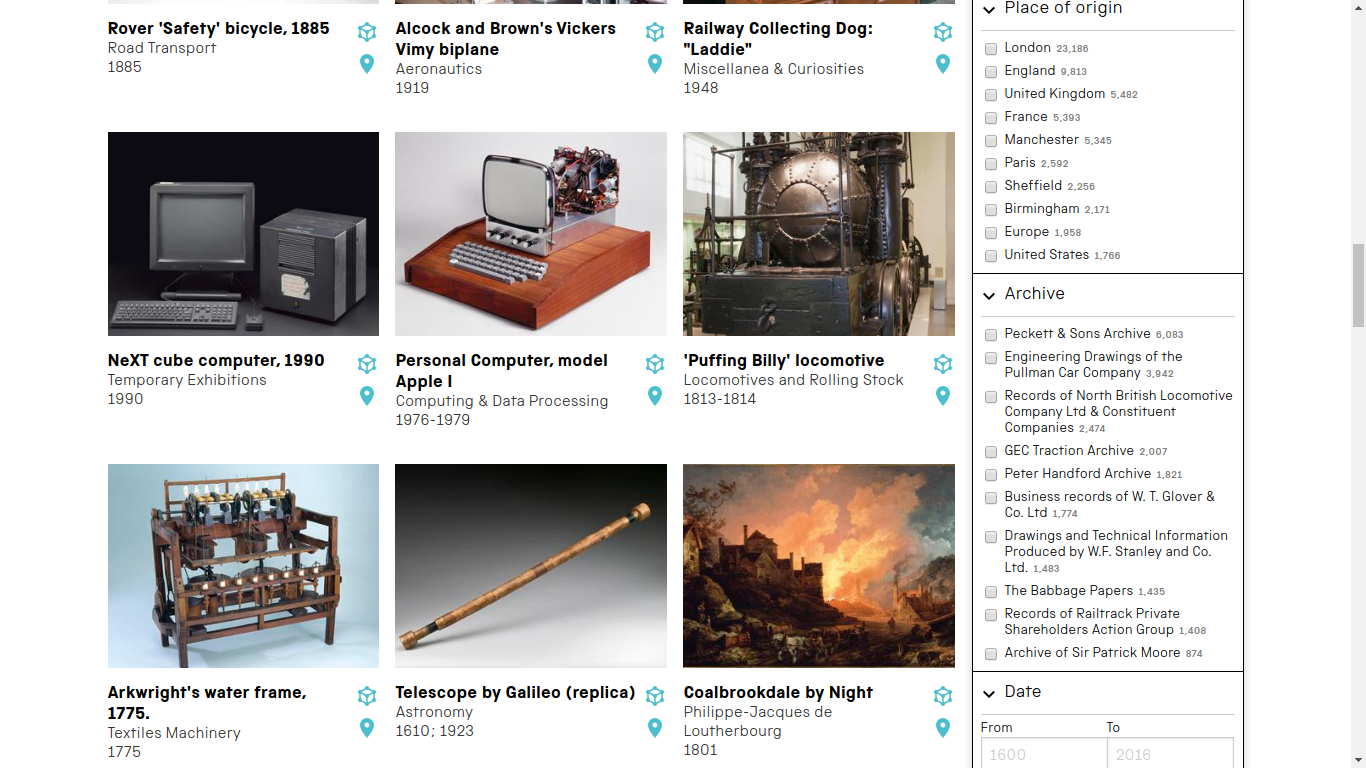 Rover 'Safety' bicycle, 1885
Road Transport
1885
Alcock and Brown's Vickers
Vimy biplane
Aeronautics
1919
Railway Collecting Dog:
"Laddie"
Miscellanea & Curiosities
1948
NeXT cube computer, 1990
Temporary Exhibitions
1990
Personal Computer, model
Apple I
Computing & Data Processing
1976-1979
'Puffing Billy' locomotive
Locomotives and Rolling Stock
1813-1814
Arkwright's water frame,
1775.
Textiles Machinery
1775
Telescope by Galileo (replica)
Astronomy
1610; 1923
Coalbrookdale by Night
Philippe-Jacques de
Loutherbourg
1801
Place of origin
London 23,186
England 9,813
United Kingdom 5,482
France 5,393
Manchester 5,345
Paris 2,592
Sheffield 2,256
Birmingham 2,171
Europe 1,958
United States 1,766
Archive
Peckett & Sons Archive 6,083
Engineering Drawings of the
Pullman Car Company 3,942
Records of North British Locomotive
Company Ltd & Constituent
Companies 2,474
GEC Traction Archive 2,007
Peter Handford Archive 1,821
Business records of W. T. Glover &
Co. Ltd 1,774
Drawings and Technical Information
Produced by W.F. Stanley and Co.
Ltd. 1,483
The Babbage Papers 1,435
Records of Railtrack Private
Shareholders Action Group 1,408
Archive of Sir Patrick Moore 874
Date
From To
1600 2016